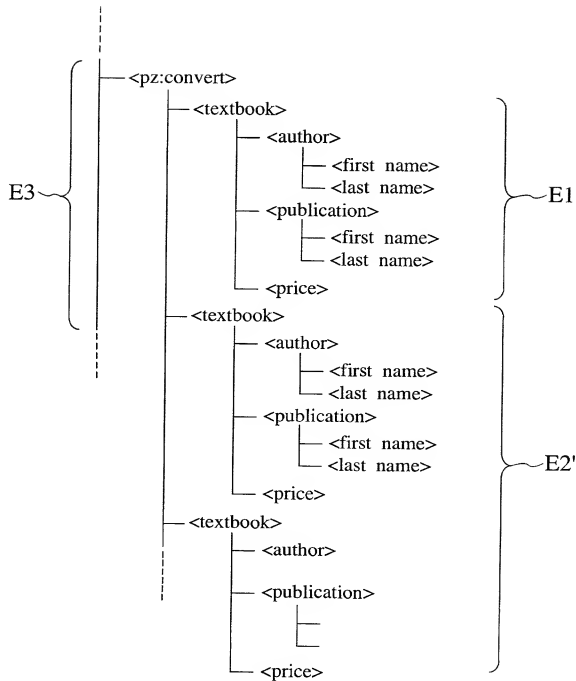 <pz:convert>
<textbook>
<author>
<first name>
E3
<last name>
E1
<publication>
<first name>
<last name>
<price>
<textbook>
<author>
<first name>
<last name>
<publication>
<first name>
<last name>
E2'
<price>
<textbook>
<author>
<publication>
<price>